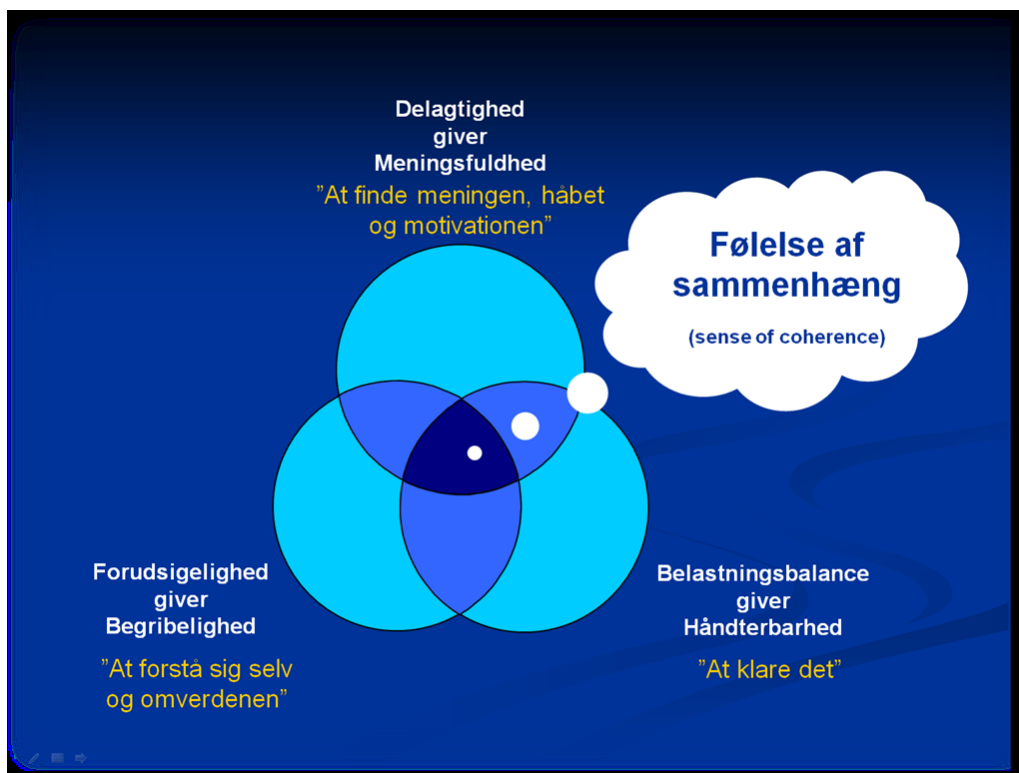 Delagtighed
giver
Meningsfuldhed
”At finde meningen, håbet
og motivationen”
Følelse af
sammenhæng
(sense of coherence)
Forudsigelighed
giver
Begribelighed
”At forstå sig selv
og omverdenen”
Belastningsbalance
giver
Håndterbarhed
”At klare det”